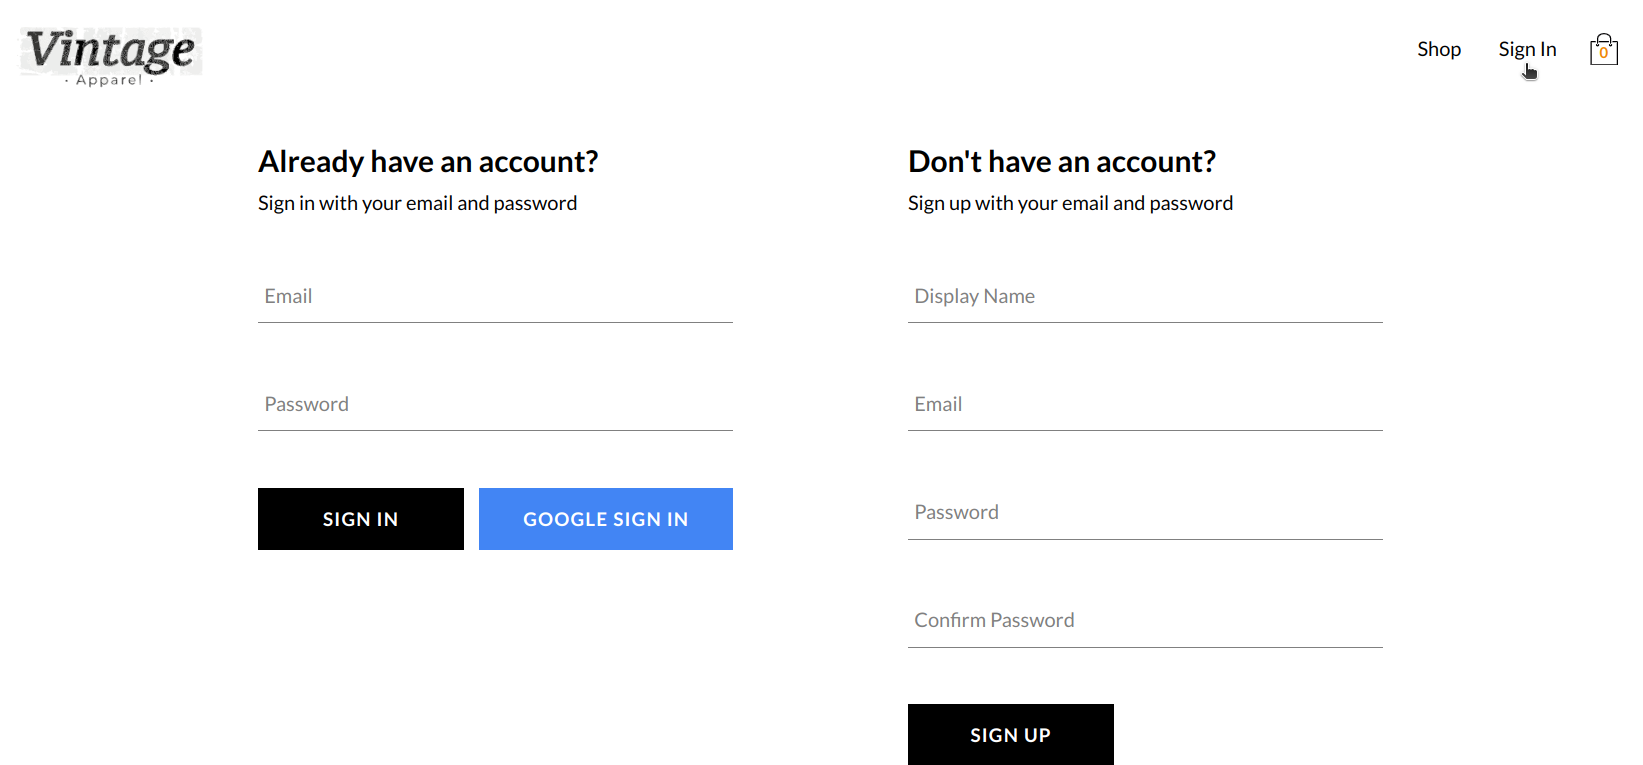 Vintage
· Apparel ·
Shop Sign In 0
Already have an account?
Sign in with your email and password
Email
Password
SIGN IN GOOGLE SIGN IN
Don't have an account?
Sign up with your email and password
Display Name
Email
Password
Confirm Password
SIGN UP